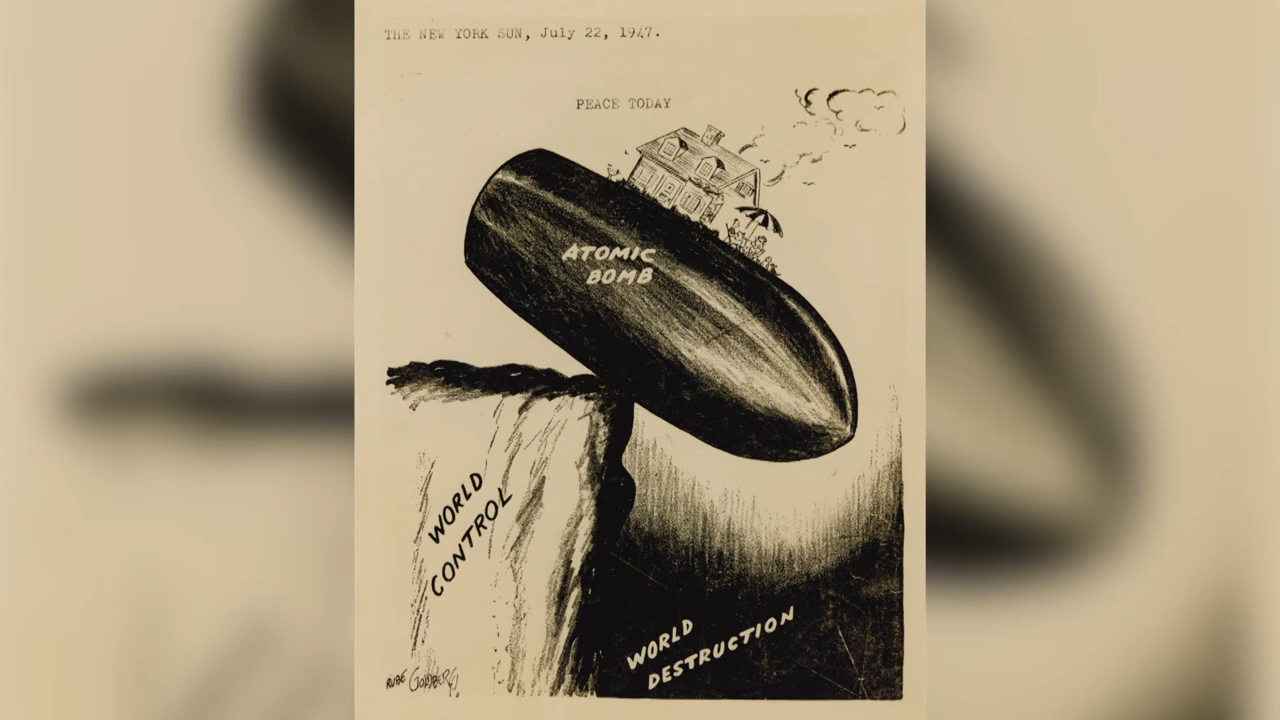 THE NEW YORK SUN, July 22, 1947.
PEACE TODAY
ATOMIC
BOMB
WORLD
CONTROL
WORLD
DESTRUCTION
RUBE GOLDBERG